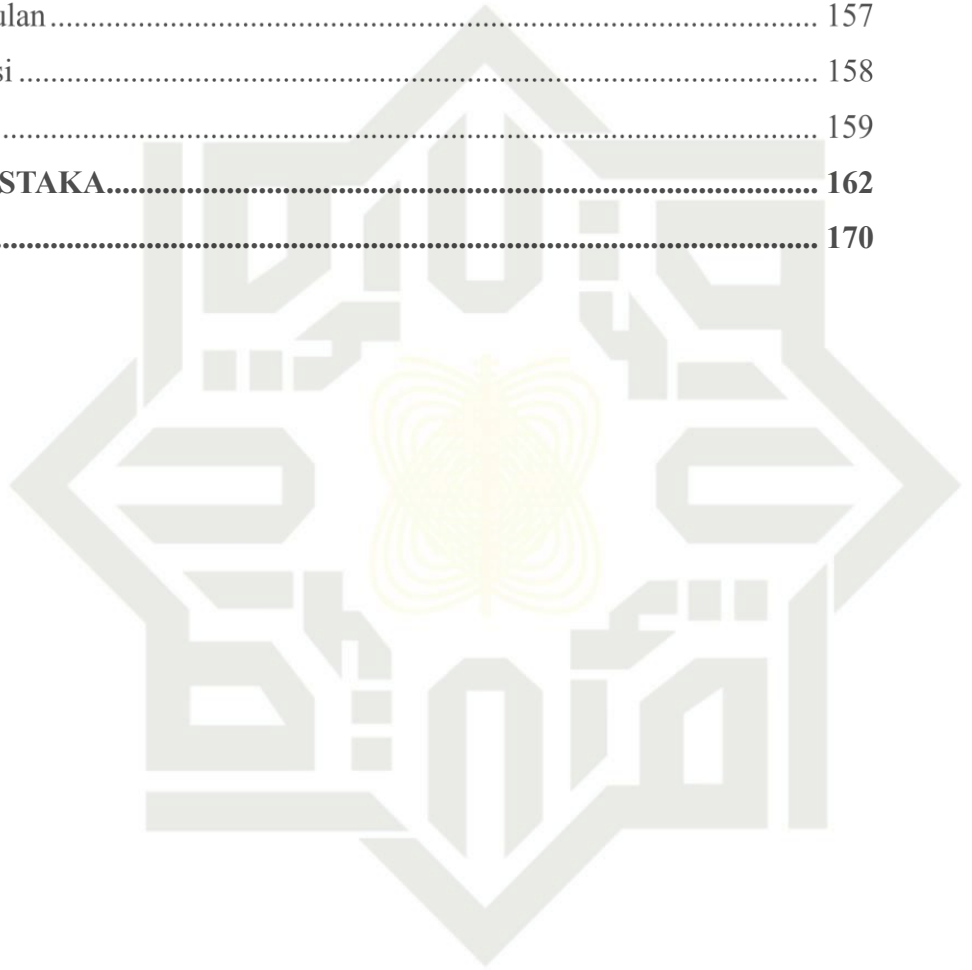 ulan........................................................................................ 157
si........................................................................................... 158
............................................................................................. 159
STAKA.................................................................................. 162
............................................................................................. 170